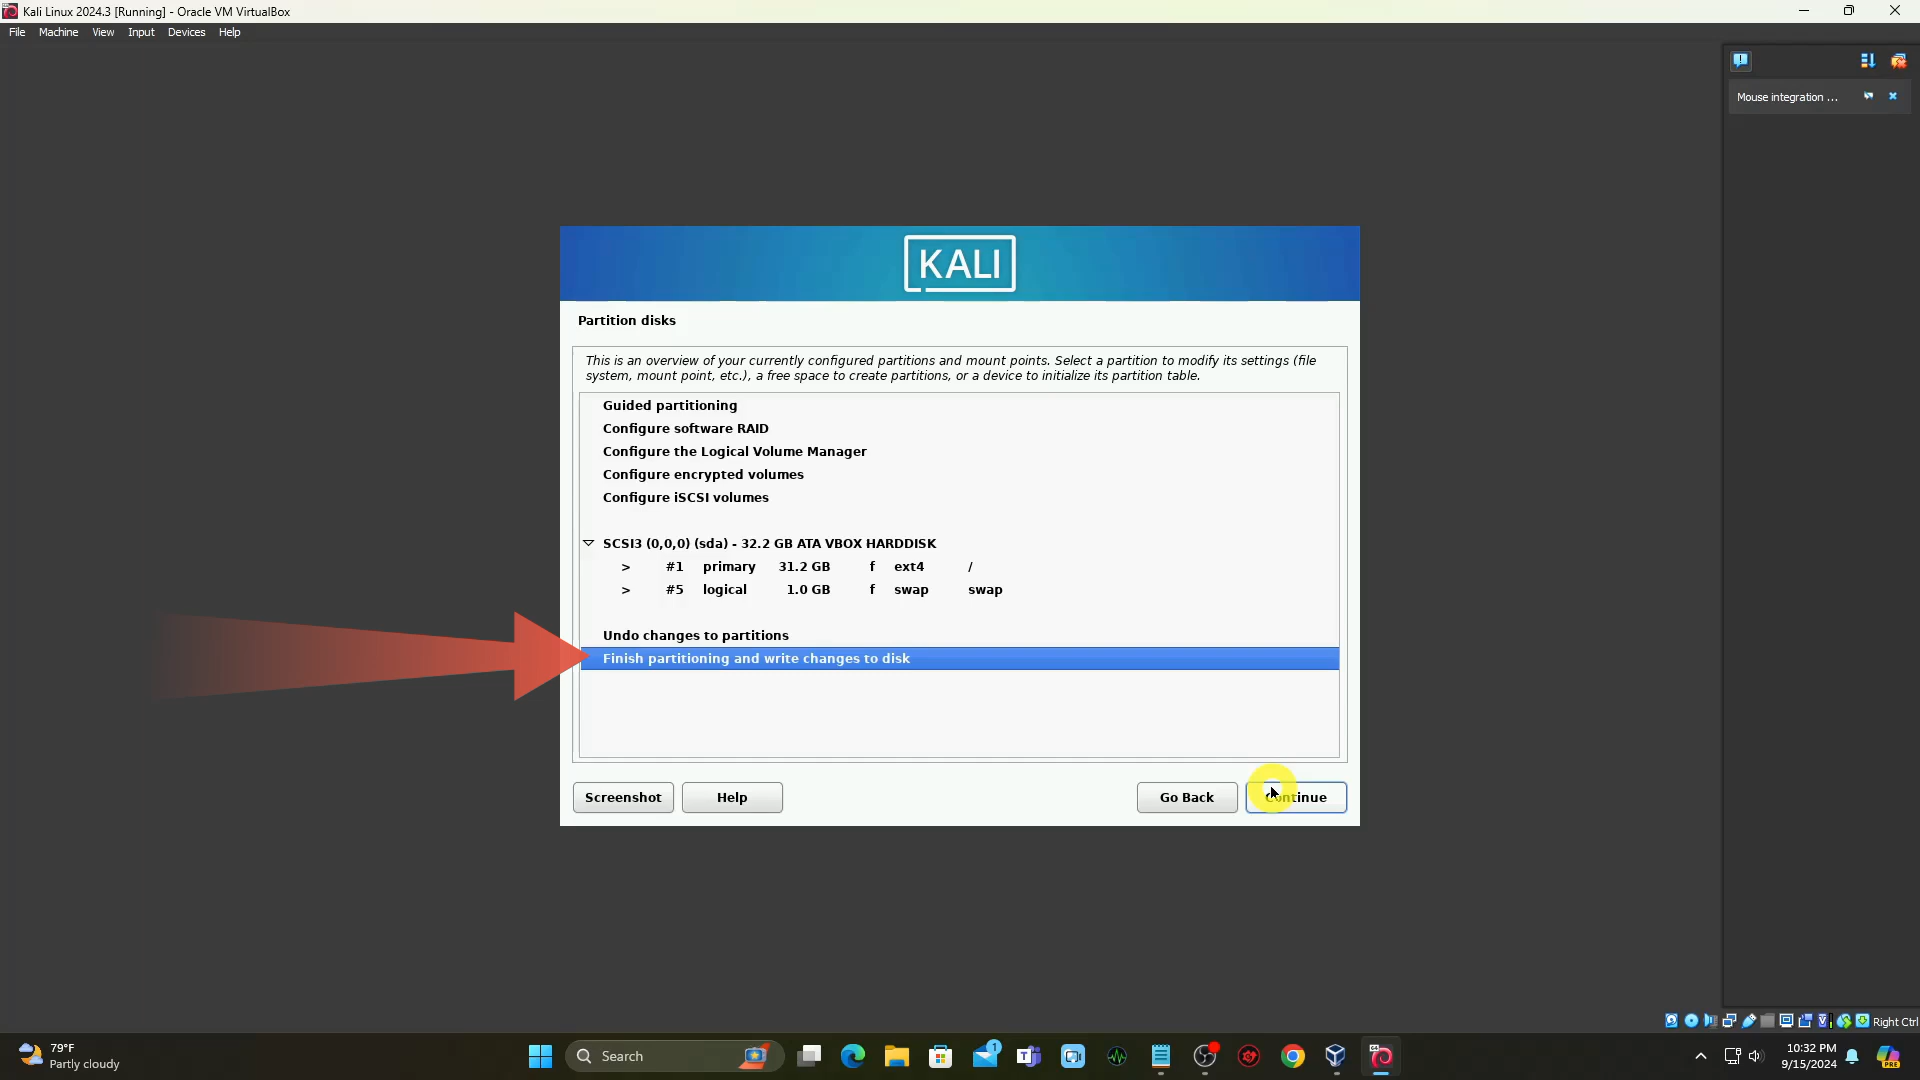 Kali Linux 2024.3 [Running] - Oracle VM VirtualBox
File Machine View Input Devices Help
Mouse integration ...
KALI
Partition disks
This is an overview of your currently configured partitions and mount points. Select a partition to modify its settings (file
system, mount point, etc.), a free space to create partitions, or a device to initialize its partition table.
Guided partitioning
Configure software RAID
Configure the Logical Volume Manager
Configure encrypted volumes
Configure iSCSI volumes
SCSI3 (0,0,0) (sda) - 32.2 GB ATA VBOX HARDDISK
> #1 primary 31.2 GB f ext4 /
> #5 logical 1.0 GB f swap swap
Undo changes to partitions
Finish partitioning and write changes to disk
Screenshot Help Go Back Continue
Right Ctrl
79°F
Partly cloudy
Search
1
10:32 PM
9/15/2024
PRE